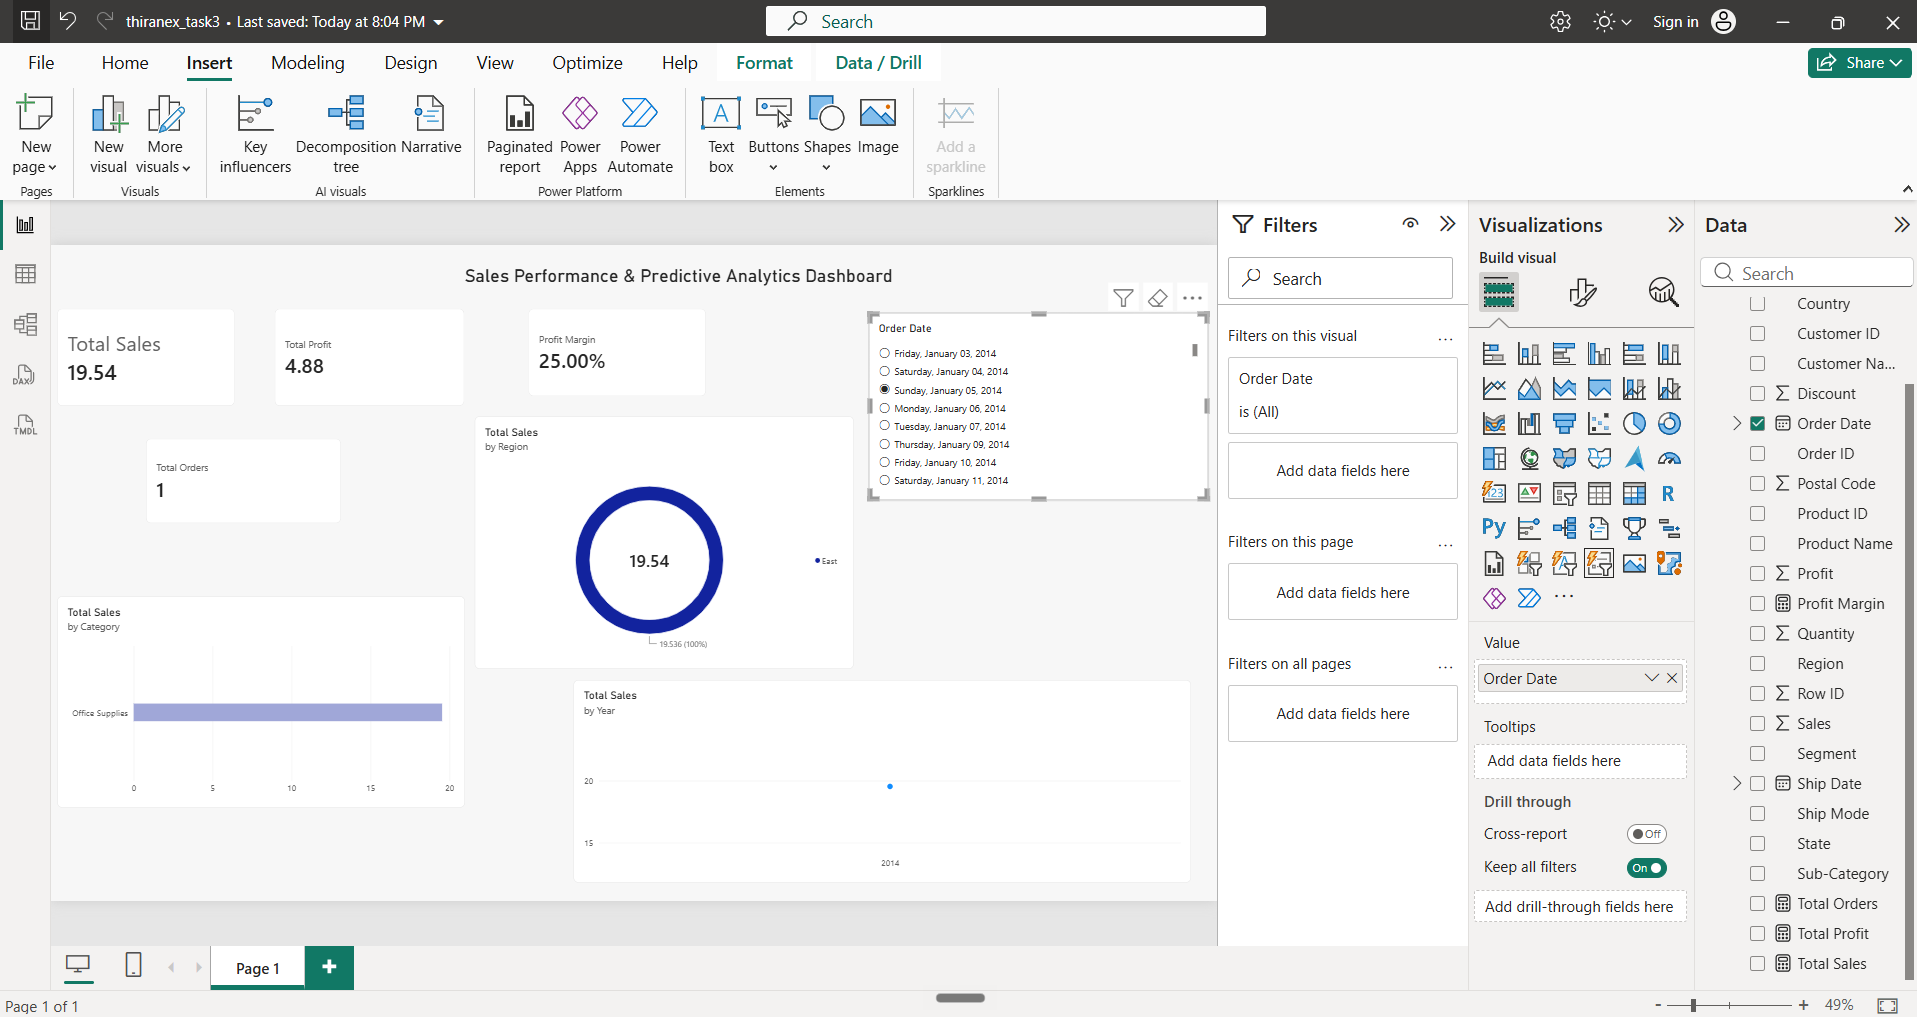 thiranex_task3 • Last saved: Today at 8:04 PM
Search
Sign in
File Home Insert Modeling Design View Optimize Help Format Data / Drill
Share
New page
Pages
New visual
More visuals
Visuals
Key influencers
Decomposition tree
Narrative
AI visuals
Paginated report
Power Apps
Power Automate
Power Platform
Text box
Buttons
Shapes
Image
Elements
Add a sparkline
Sparklines
DAX
TMDL
Sales Performance & Predictive Analytics Dashboard
Total Sales
19.54
Total Profit
4.88
Profit Margin
25.00%
Order Date
Friday, January 03, 2014
Saturday, January 04, 2014
Sunday, January 05, 2014
Monday, January 06, 2014
Tuesday, January 07, 2014
Thursday, January 09, 2014
Friday, January 10, 2014
Saturday, January 11, 2014
Total Orders
1
Total Sales
by Region
19.54
East
19.536 (100%)
Total Sales
by Category
Office Supplies
0 5 10 15 20
Total Sales
by Year
20
15
2014
Filters
Search
Filters on this visual
...
Order Date
is (All)
Add data fields here
Filters on this page
...
Add data fields here
Filters on all pages
...
Add data fields here
Visualizations
Build visual
123
R
Py
...
Value
Order Date
Tooltips
Add data fields here
Drill through
Cross-report
Off
Keep all filters
On
Add drill-through fields here
Data
Search
Country
Customer ID
Customer Na...
Discount
Order Date
Order ID
Postal Code
Product ID
Product Name
Profit
Profit Margin
Quantity
Region
Row ID
Sales
Segment
Ship Date
Ship Mode
State
Sub-Category
Total Orders
Total Profit
Total Sales
Page 1
+
Page 1 of 1
- + 49%